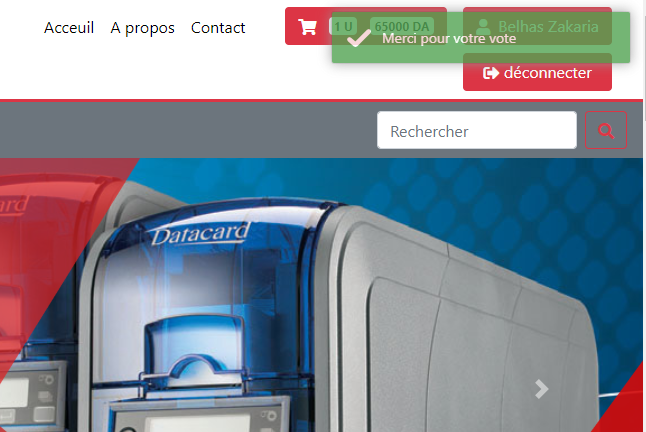 Acceuil A propos Contact 1 U 65000 DA Belhas Zakaria
Merci pour votre vote
déconnecter
Rechercher
Datacard